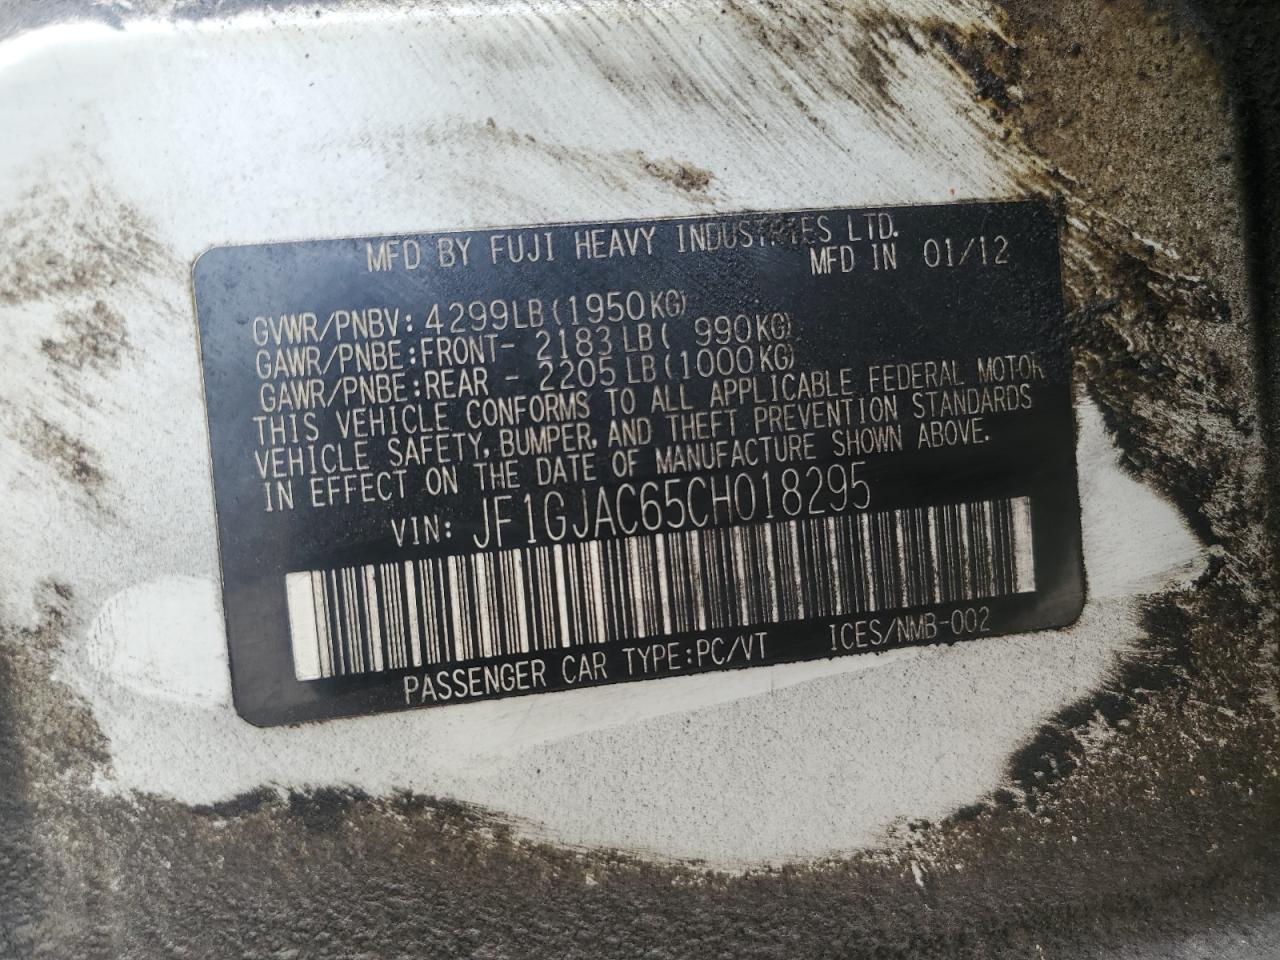 MFD BY FUJI HEAVY INDUSTRIES LTD.
MFD IN 01/12
GVWR/PNBV: 4299LB (1950KG)
GAWR/PNBE: FRONT- 2183 LB ( 990KG)
GAWR/PNBE: REAR - 2205 LB (1000KG)
THIS VEHICLE CONFORMS TO ALL APPLICABLE FEDERAL MOTOR
VEHICLE SAFETY, BUMPER, AND THEFT PREVENTION STANDARDS
IN EFFECT ON THE DATE OF MANUFACTURE SHOWN ABOVE.
VIN: JF1GJAC65CH018295
PASSENGER CAR TYPE: PC/VT ICES/NMB-002